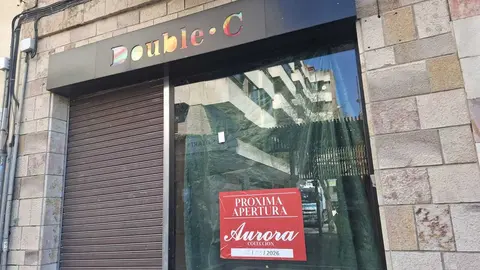 Double·C
PROXIMA
APERTURA
Aurora
COLECCION
2026